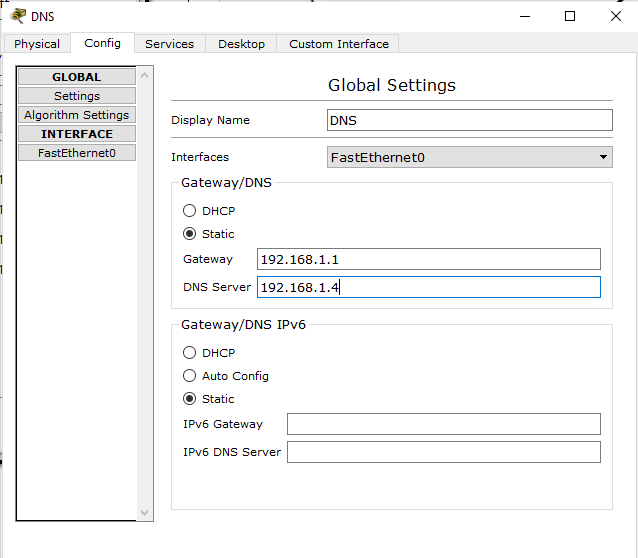 DNS
Physical Config Services Desktop Custom Interface
GLOBAL
Settings
Algorithm Settings
INTERFACE
FastEthernet0
Global Settings
Display Name DNS
Interfaces FastEthernet0
Gateway/DNS
DHCP
Static
Gateway 192.168.1.1
DNS Server 192.168.1.4
Gateway/DNS IPv6
DHCP
Auto Config
Static
IPv6 Gateway
IPv6 DNS Server